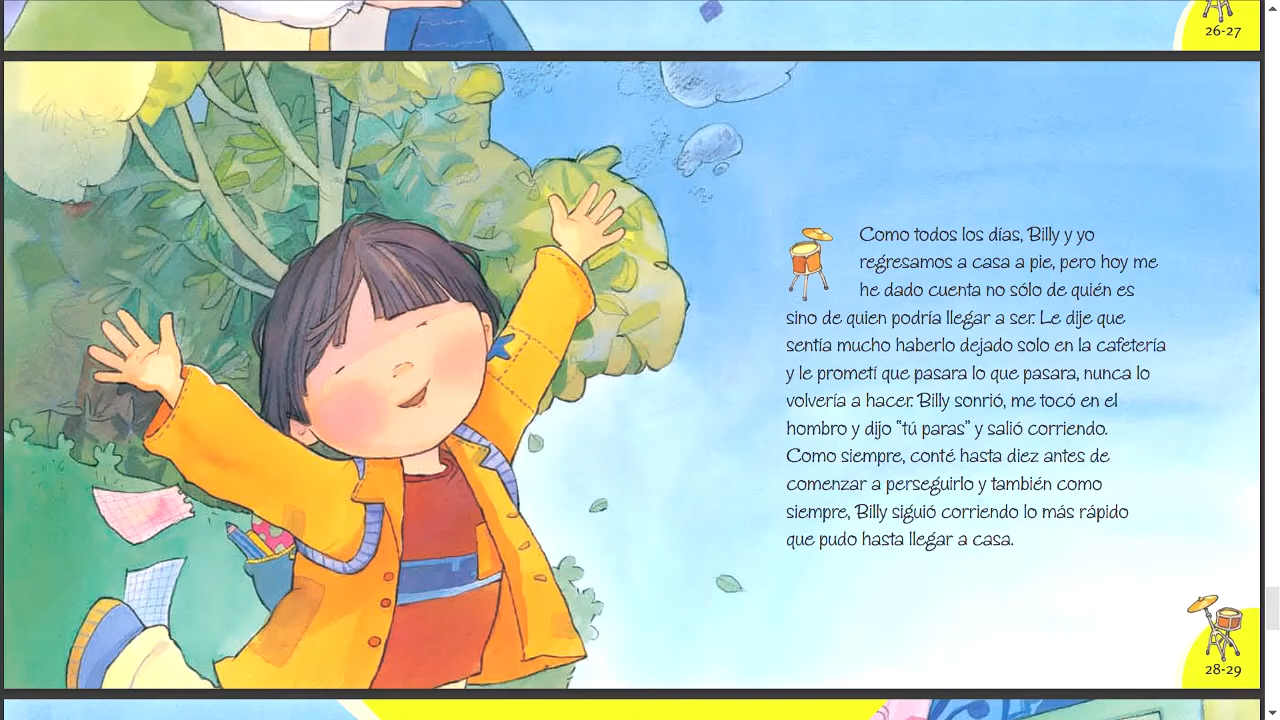 26-27
Como todos los días, Billy y yo
regresamos a casa a pie, pero hoy me
he dado cuenta no sólo de quién es
sino de quien podría llegar a ser. Le dije que
sentía mucho haberlo dejado solo en la cafetería
y le prometí que pasara lo que pasara, nunca lo
volvería a hacer. Billy sonrió, me tocó en el
hombro y dijo “tú paras” y salió corriendo.
Como siempre, conté hasta diez antes de
comenzar a perseguirlo y también como
siempre, Billy siguió corriendo lo más rápido
que pudo hasta llegar a casa.
28-29